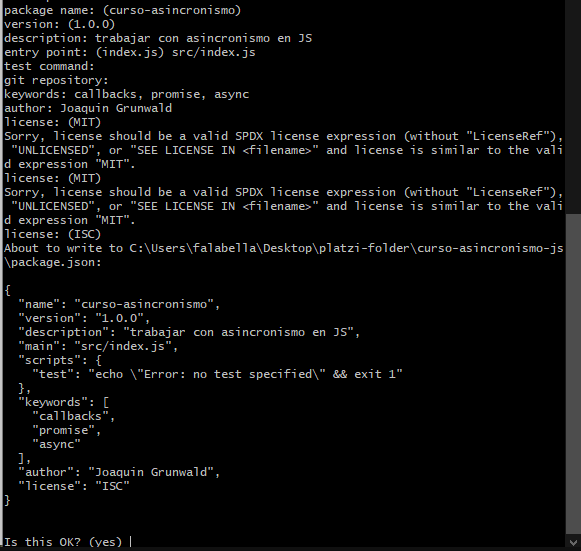 package name: (curso-asincronismo)
version: (1.0.0)
description: trabajar con asincronismo en JS
entry point: (index.js) src/index.js
test command:
git repository:
keywords: callbacks, promise, async
author: Joaquin Grunwald
license: (MIT)
Sorry, license should be a valid SPDX license expression (without "LicenseRef"),
 "UNLICENSED", or "SEE LICENSE IN <filename>" and license is similar to the vali
d expression "MIT".
license: (MIT)
Sorry, license should be a valid SPDX license expression (without "LicenseRef"),
 "UNLICENSED", or "SEE LICENSE IN <filename>" and license is similar to the vali
d expression "MIT".
license: (ISC)
About to write to C:\Users\falabella\Desktop\platzi-folder\curso-asincronismo-js
\package.json:

{
  "name": "curso-asincronismo",
  "version": "1.0.0",
  "description": "trabajar con asincronismo en JS",
  "main": "src/index.js",
  "scripts": {
    "test": "echo \"Error: no test specified\" && exit 1"
  },
  "keywords": [
    "callbacks",
    "promise",
    "async"
  ],
  "author": "Joaquin Grunwald",
  "license": "ISC"
}

Is this OK? (yes)